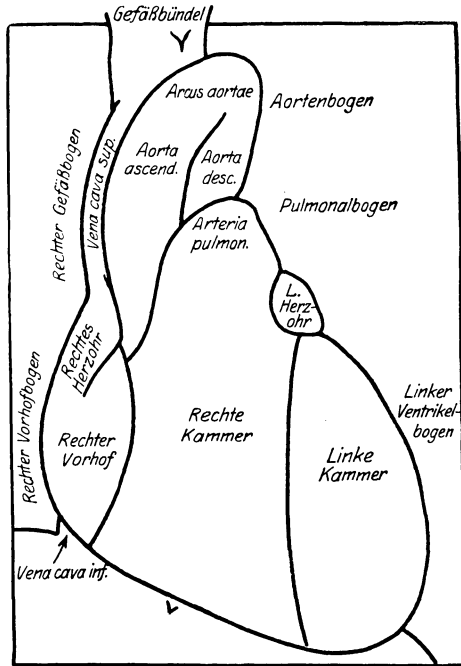 Gefäßbündel
Arcus aortae
Aortenbogen
Aorta
ascend.
Aorta
desc.
Rechter Gefäßbogen
Vena cava sup.
Pulmonalbogen
Arteria
pulmon.
L.
Herz-
ohr
Rechtes
Herzohr
Rechter Vorhofbogen
Linker
Ventrikel-
bogen
Rechte
Kammer
Rechter
Vorhof
Linke
Kammer
Vena cava inf.